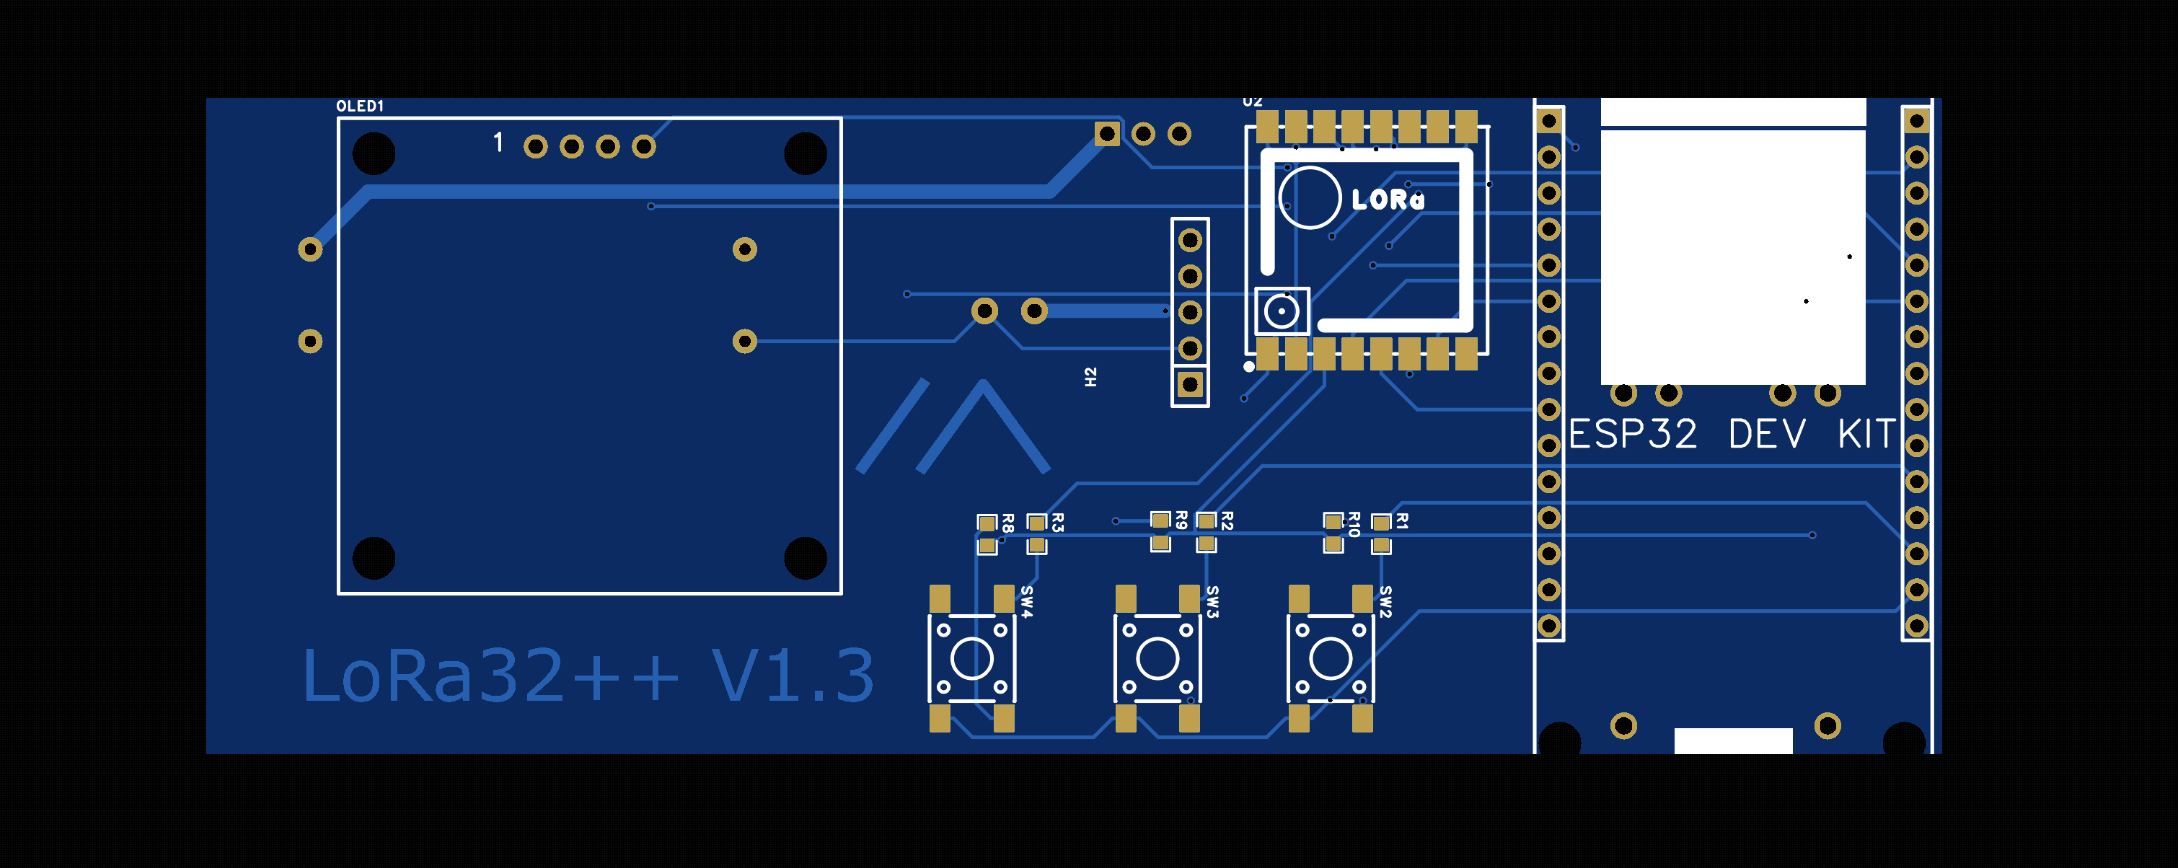 OLED1
1
U2
LORa
H2
ESP32 DEV KIT
R8
R3
R9
R2
R10
R1
SW4
SW3
SW2
LoRa32++ V1.3